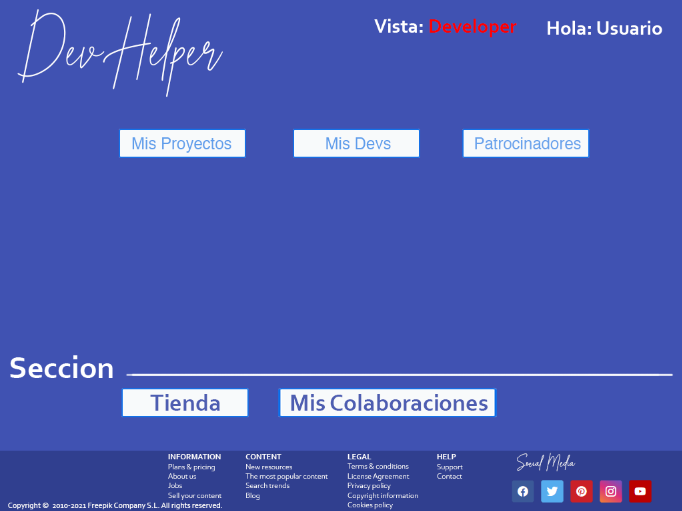 DevHelper
Vista: Developer
Hola: Usuario
Mis Proyectos
Mis Devs
Patrocinadores
Seccion
Tienda
Mis Colaboraciones
INFORMATION
Plans & pricing
About us
Jobs
Sell your content
CONTENT
New resources
The most popular content
Search trends
Blog
LEGAL
Terms & conditions
License Agreement
Privacy policy
Copyright information
Cookies policy
HELP
Support
Contact
Social Media
Copyright © 2010-2021 Freepik Company S.L. All rights reserved.